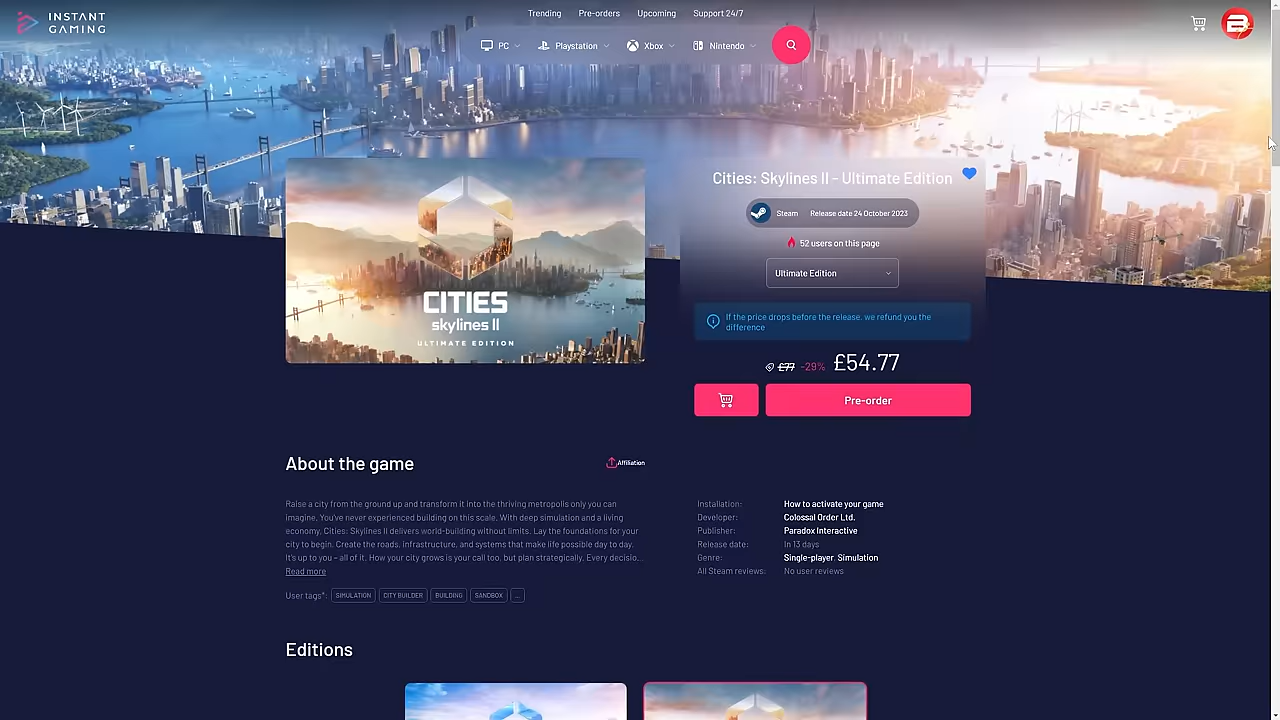 INSTANT
GAMING
Trending
Pre-orders
Upcoming
Support 24/7
PC
Playstation
Xbox
Nintendo
CITIES
skylines II
ULTIMATE EDITION
Cities: Skylines II - Ultimate Edition
Steam
Release date 24 October 2023
52 users on this page
Ultimate Edition
If the price drops before the release, we refund you the
difference
£77 -29% £54.77
Pre-order
About the game
Affiliation
Raise a city from the ground up and transform it into the thriving metropolis only you can
imagine. You've never experienced building on this scale. With deep simulation and a living
economy, Cities: Skylines II delivers world-building without limits. Lay the foundations for your
city to begin. Create the roads, infrastructure, and systems that make life possible day to day.
It's up to you – all of it. How your city grows is your call too, but plan strategically. Every decisio...
Read more
User tags*:
SIMULATION
CITY BUILDER
BUILDING
SANDBOX
...
Installation: How to activate your game
Developer: Colossal Order Ltd.
Publisher: Paradox Interactive
Release date: In 13 days
Genre: Single-player, Simulation
All Steam reviews: No user reviews
Editions